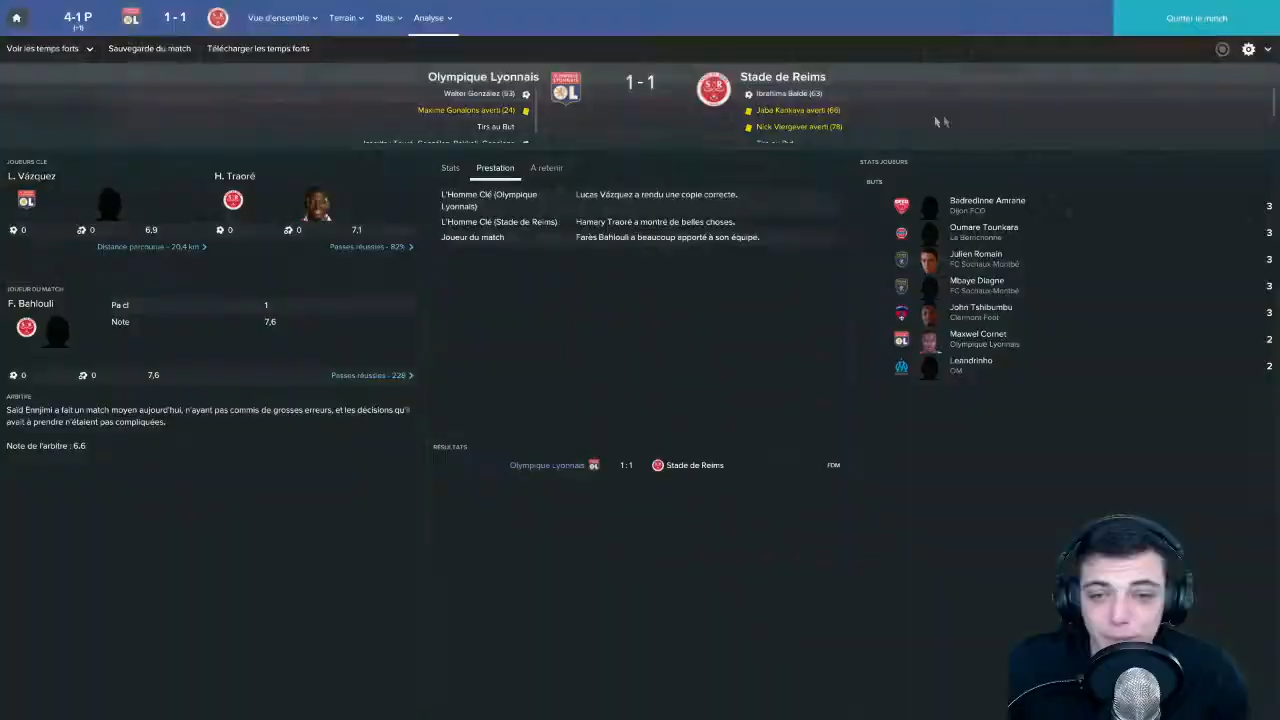 4-1 P
(-1)
1 - 1
Vue d'ensemble
Terrain
Stats
Analyse
Quitter le match
Voir les temps forts
Sauvegarde du match
Télécharger les temps forts
Olympique Lyonnais
1 - 1
Stade de Reims
Walter González (53)
Ibrahima Baldé (63)
Maxime Gonalons averti (24)
Jaba Kankava averti (66)
Tirs au But
Nick Viergever averti (78)
JOUEURS CLÉ
L. Vázquez
0
0
6,9
Distance parcourue - 20,4 km
H. Traoré
0
0
7,1
Passes réussies - 82%
JOUEUR DU MATCH
F. Bahlouli
Pa cl
1
Note
7,6
0
0
7,6
Passes réussies - 228
ARBITRE
Saïd Ennjimi a fait un match moyen aujourd'hui, n'ayant pas commis de grosses erreurs, et les décisions qu'il
avait à prendre n'étaient pas compliquées.
Note de l'arbitre : 6.6
Stats
Prestation
À retenir
L'Homme Clé (Olympique
Lyonnais)
Lucas Vázquez a rendu une copie correcte.
L'Homme Clé (Stade de Reims)
Hamary Traoré a montré de belles choses.
Joueur du match
Farès Bahlouli a beaucoup apporté à son équipe.
RÉSULTATS
Olympique Lyonnais
1 : 1
Stade de Reims
FDM
STATS JOUEURS
BUTS
Badredinne Amrane
Dijon FCO
3
Oumare Tounkara
La Berrichonne
3
Julien Romain
FC Sochaux-Montbé
3
Mbaye Diagne
FC Sochaux-Montbé
3
John Tshibumbu
Clermont Foot
3
Maxwel Cornet
Olympique Lyonnais
2
Leandrinho
OM
2